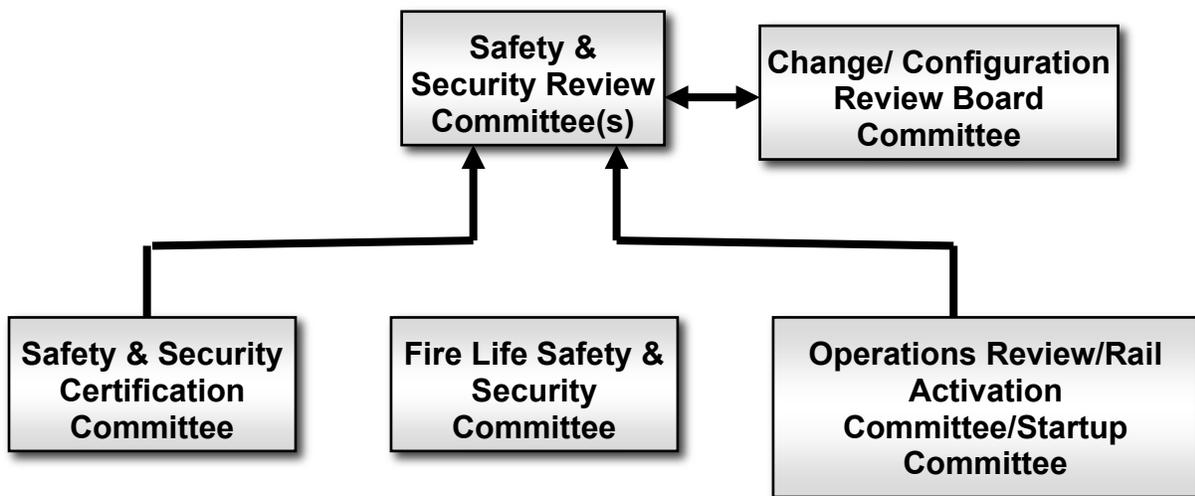 Safety &
Security Review
Committee(s)
Change/ Configuration
Review Board
Committee
Safety & Security
Certification
Committee
Fire Life Safety &
Security
Committee
Operations Review/Rail
Activation
Committee/Startup
Committee